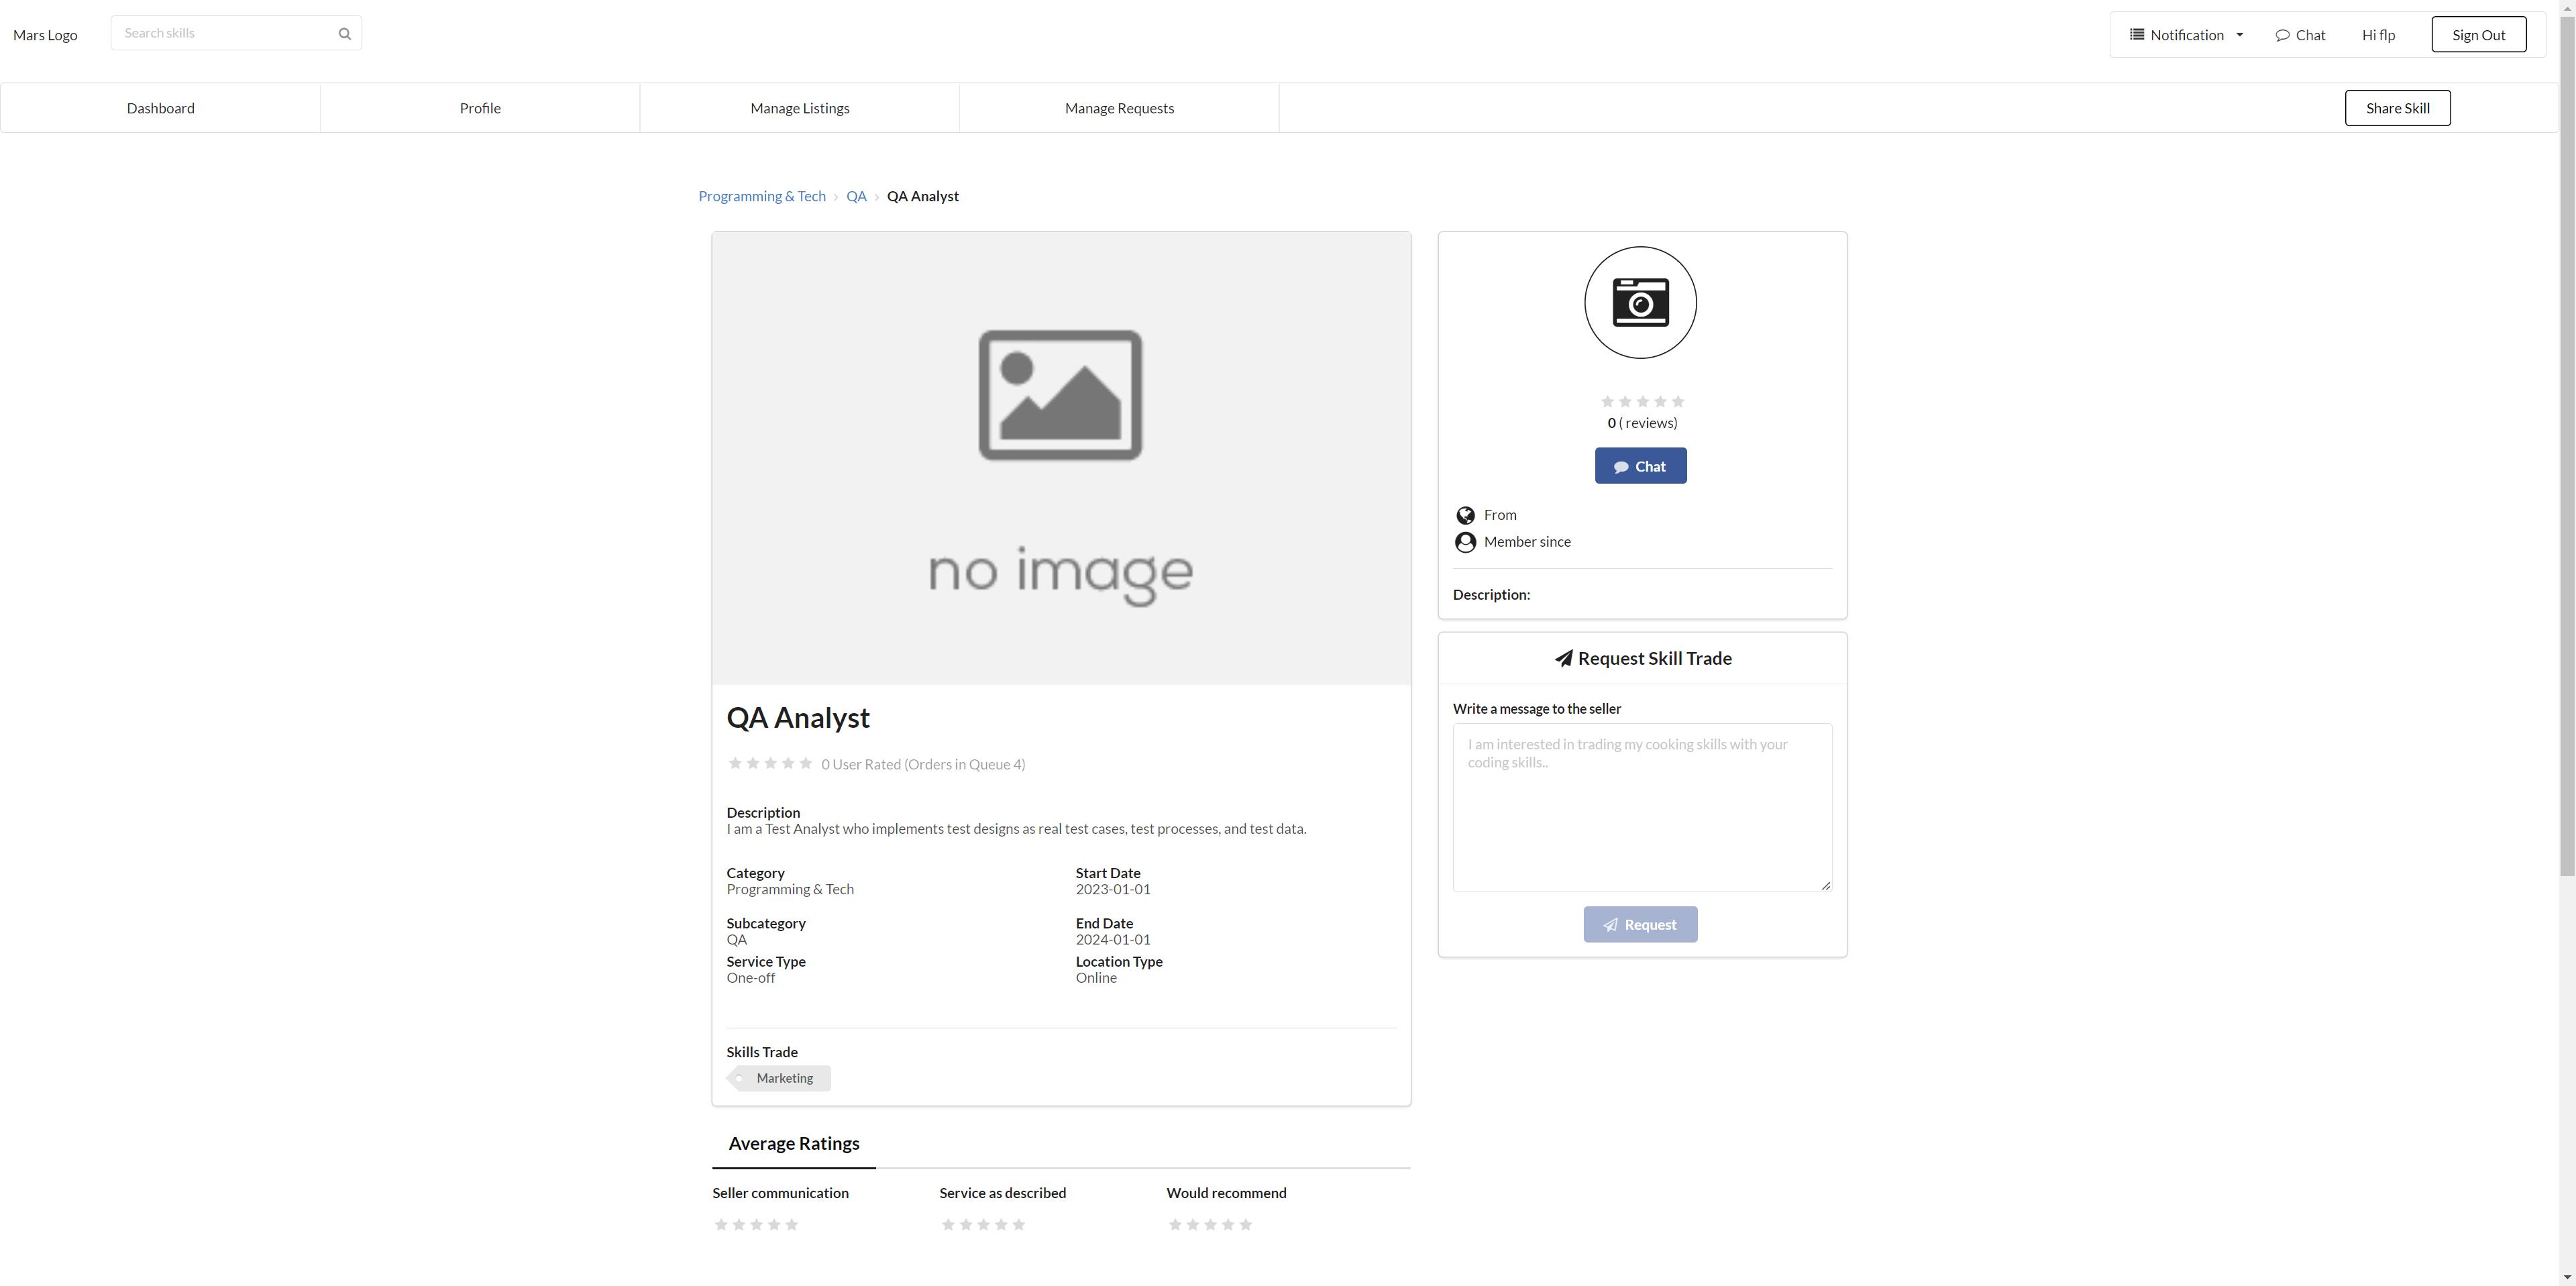 Mars Logo
Search skills
Notification
Chat
Hi flp
Sign Out
Dashboard
Profile
Manage Listings
Manage Requests
Share Skill
Programming & Tech
QA
QA Analyst
no image
QA Analyst
0 User Rated (Orders in Queue 4)
Description
I am a Test Analyst who implements test designs as real test cases, test processes, and test data.
Category
Programming & Tech
Start Date
2023-01-01
Subcategory
QA
End Date
2024-01-01
Service Type
One-off
Location Type
Online
Skills Trade
Marketing
Average Ratings
Seller communication
Service as described
Would recommend
0 ( reviews)
Chat
From
Member since
Description:
Request Skill Trade
Write a message to the seller
I am interested in trading my cooking skills with your
coding skills..
Request